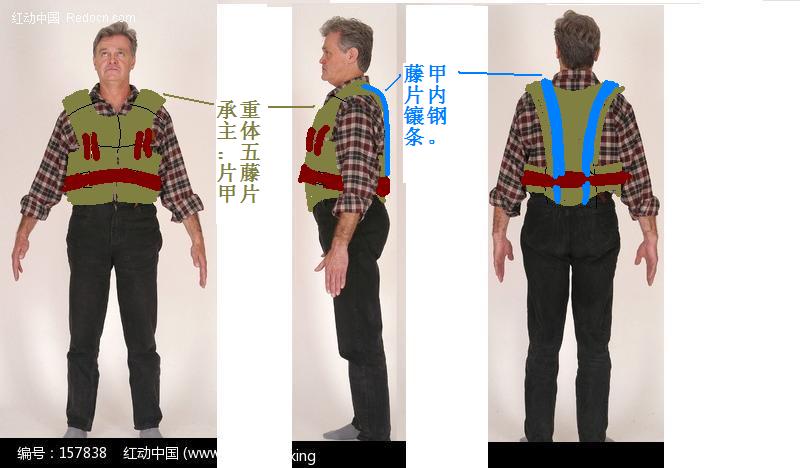 红动中国 Redocn.com
承重
主体
：五
片藤
甲片
藤甲
片内
镶钢
条。
编号：157838 红动中国 (www.